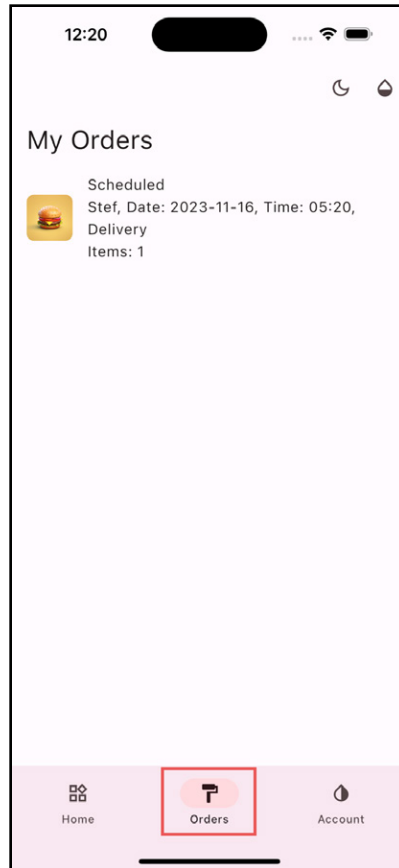 12:20
My Orders
Scheduled
Stef, Date: 2023-11-16, Time: 05:20,
Delivery
Items: 1
Home
Orders
Account